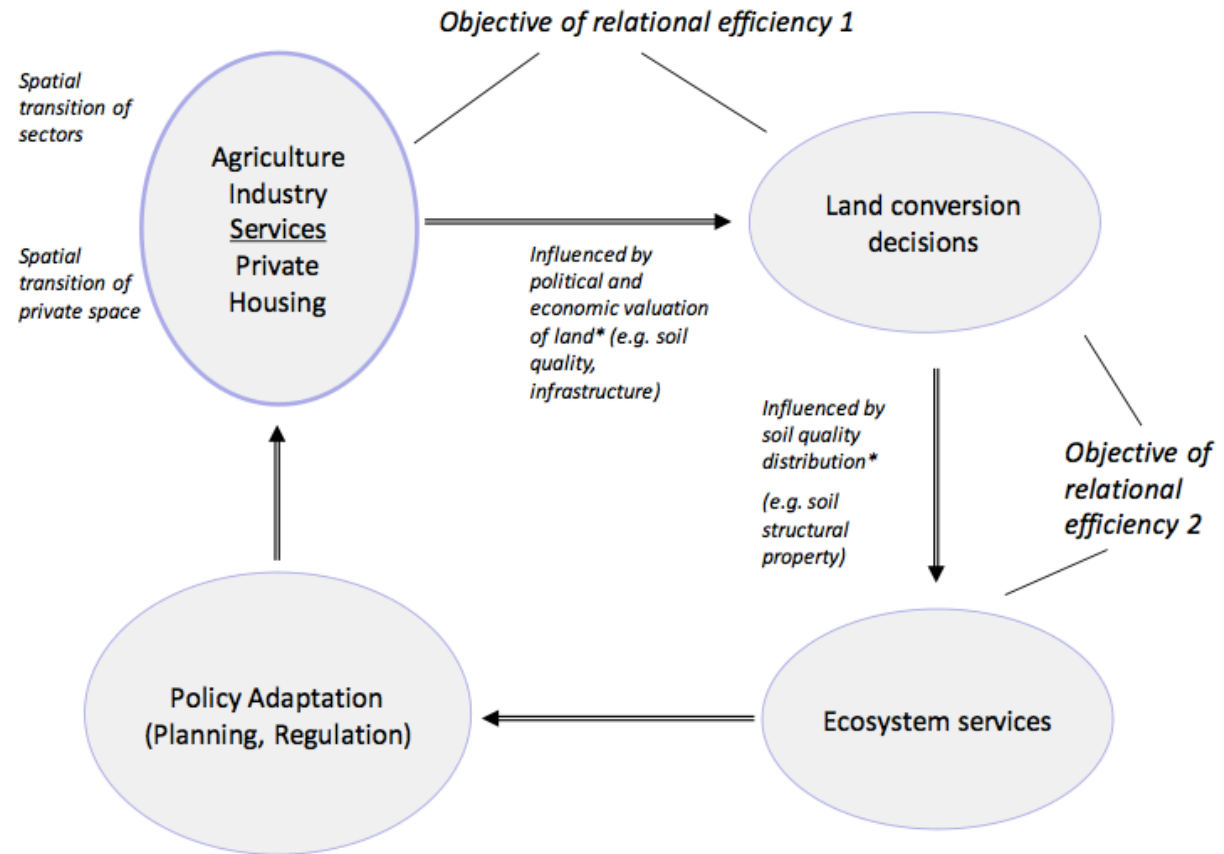 Objective of relational efficiency 1
Spatial
transition of
sectors
Spatial
transition of
private space
Agriculture
Industry
Services
Private
Housing
Influenced by
political and
economic valuation
of land* (e.g. soil
quality,
infrastructure)
Land conversion
decisions
Influenced by
soil quality
distribution*
(e.g. soil
structural
property)
Objective of
relational
efficiency 2
Policy Adaptation
(Planning, Regulation)
Ecosystem services